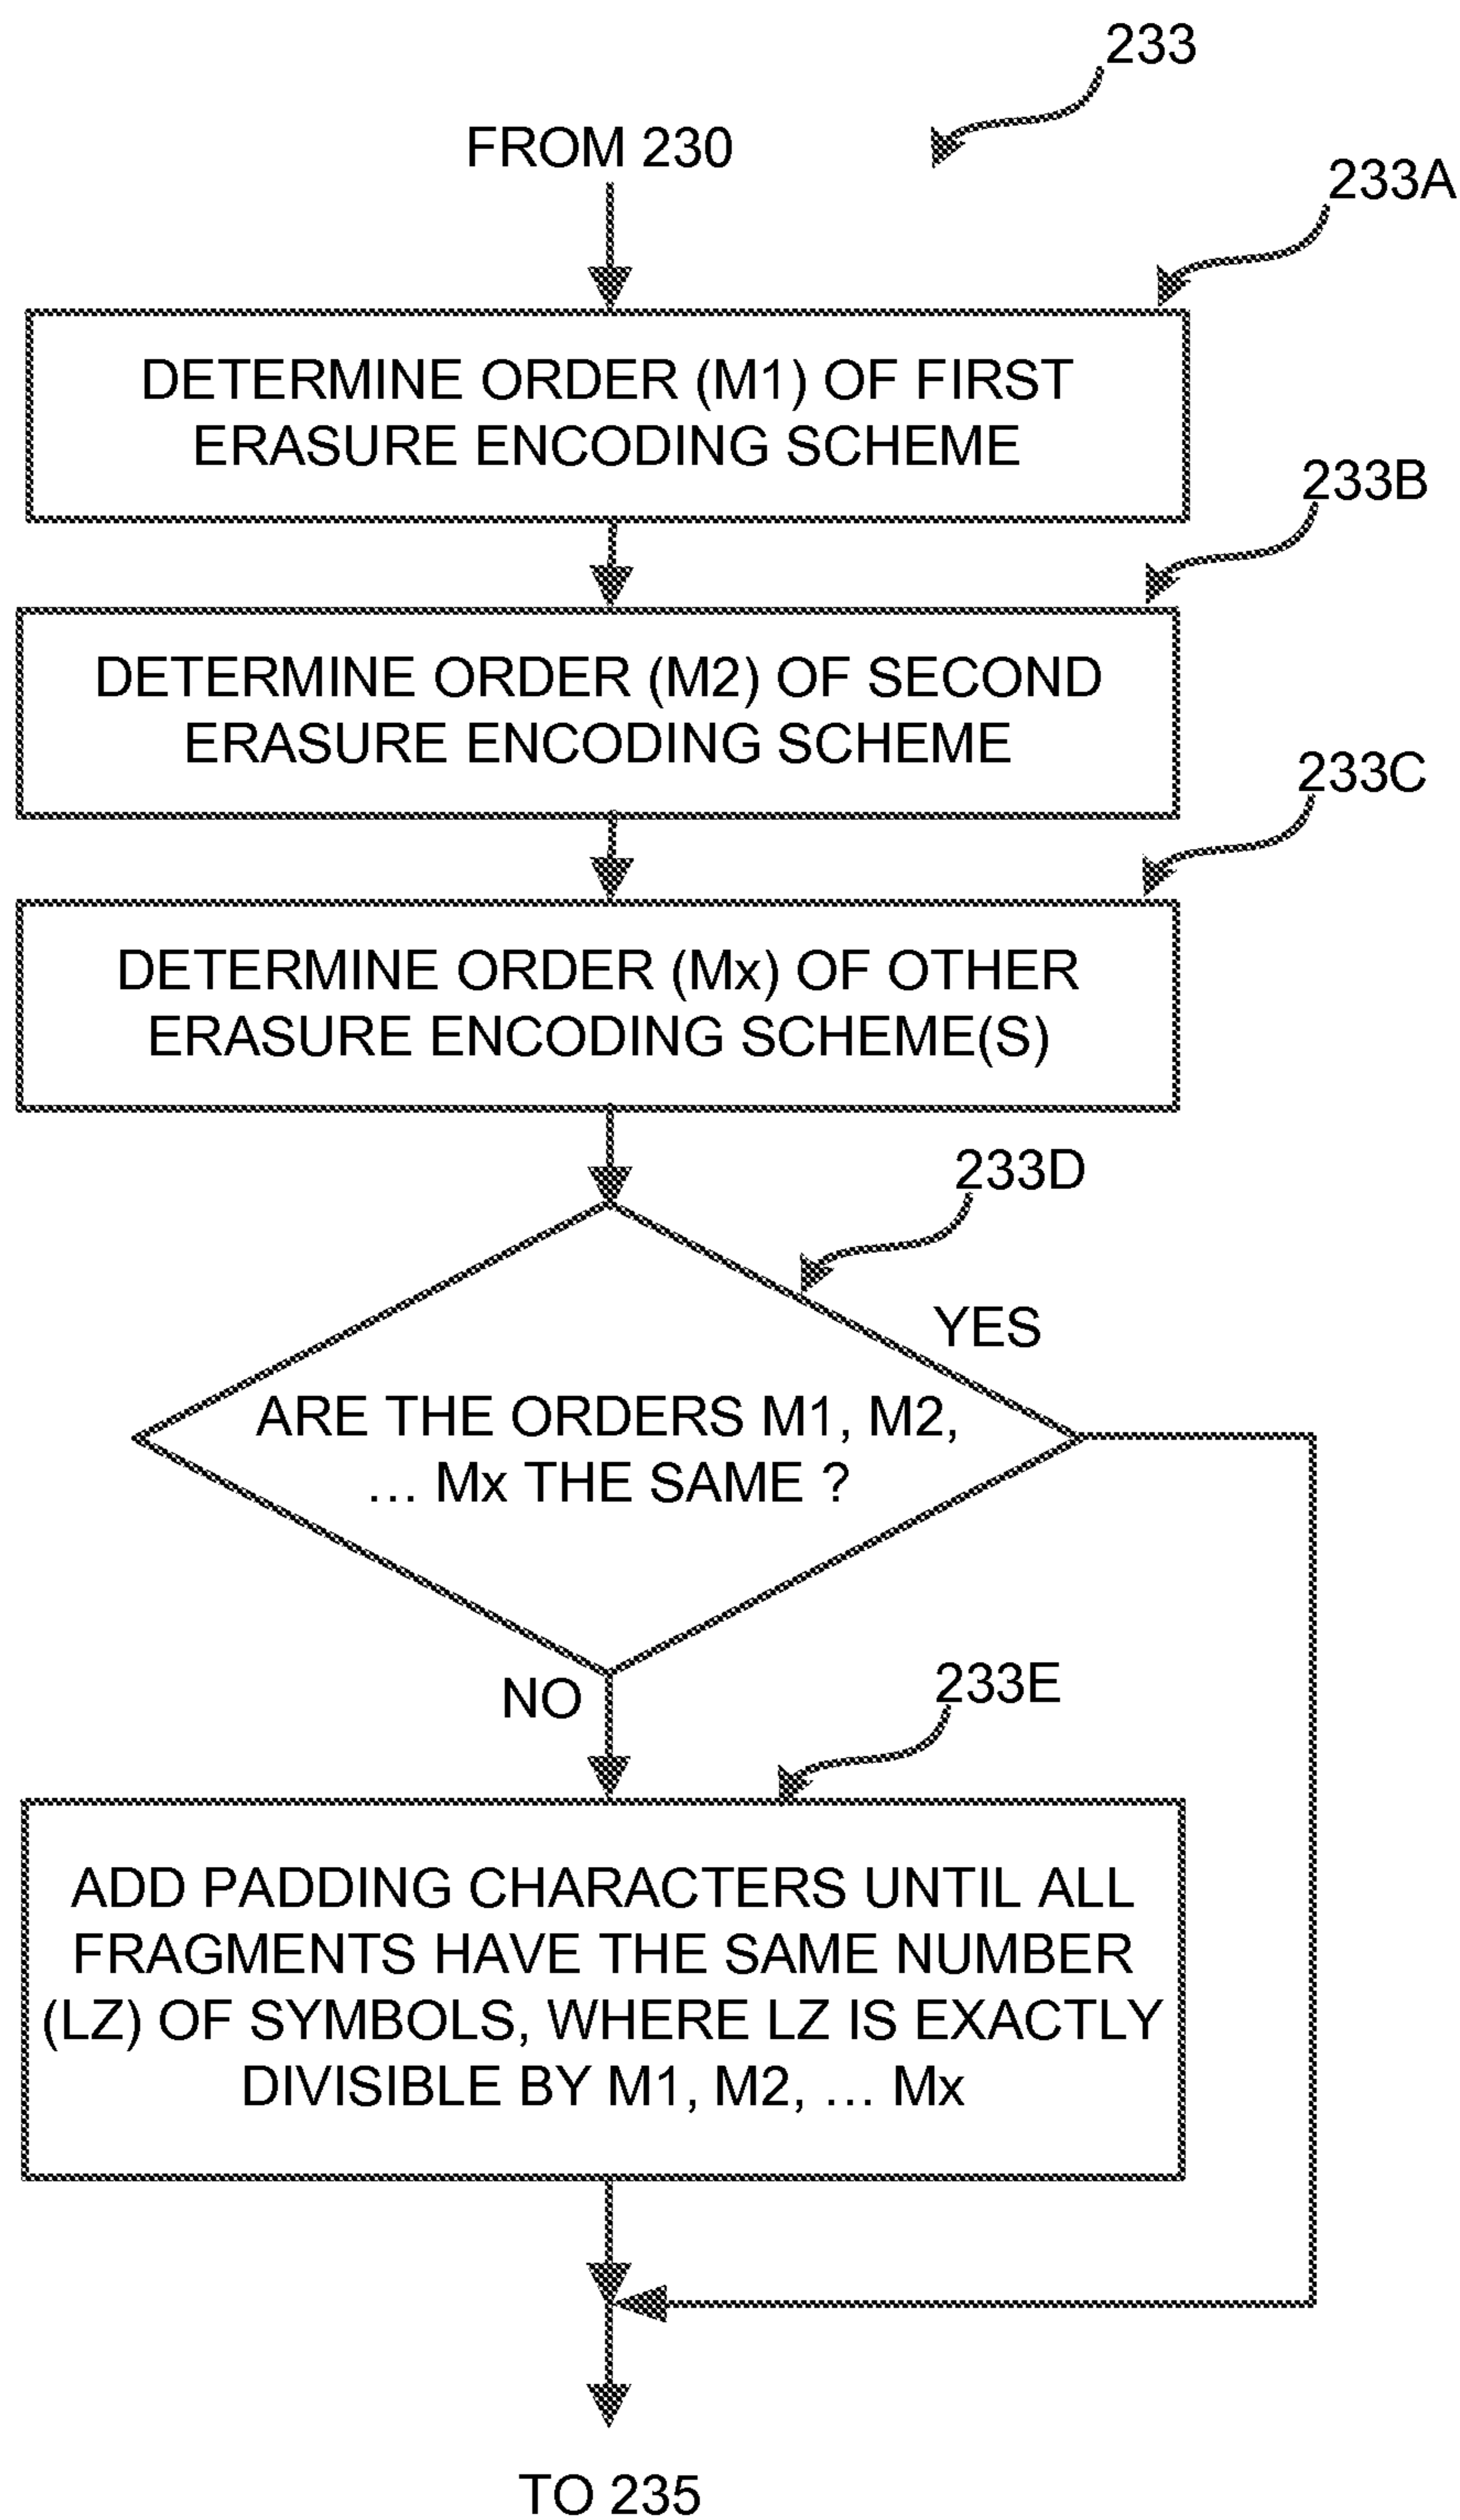 233
FROM 230
233A
DETERMINE ORDER (M1) OF FIRST
ERASURE ENCODING SCHEME
233B
DETERMINE ORDER (M2) OF SECOND
ERASURE ENCODING SCHEME
233C
DETERMINE ORDER (Mx) OF OTHER
ERASURE ENCODING SCHEME(S)
233D
YES
ARE THE ORDERS M1, M2,
… Mx THE SAME ?
NO
233E
ADD PADDING CHARACTERS UNTIL ALL
FRAGMENTS HAVE THE SAME NUMBER
(LZ) OF SYMBOLS, WHERE LZ IS EXACTLY
DIVISIBLE BY M1, M2, … Mx
TO 235